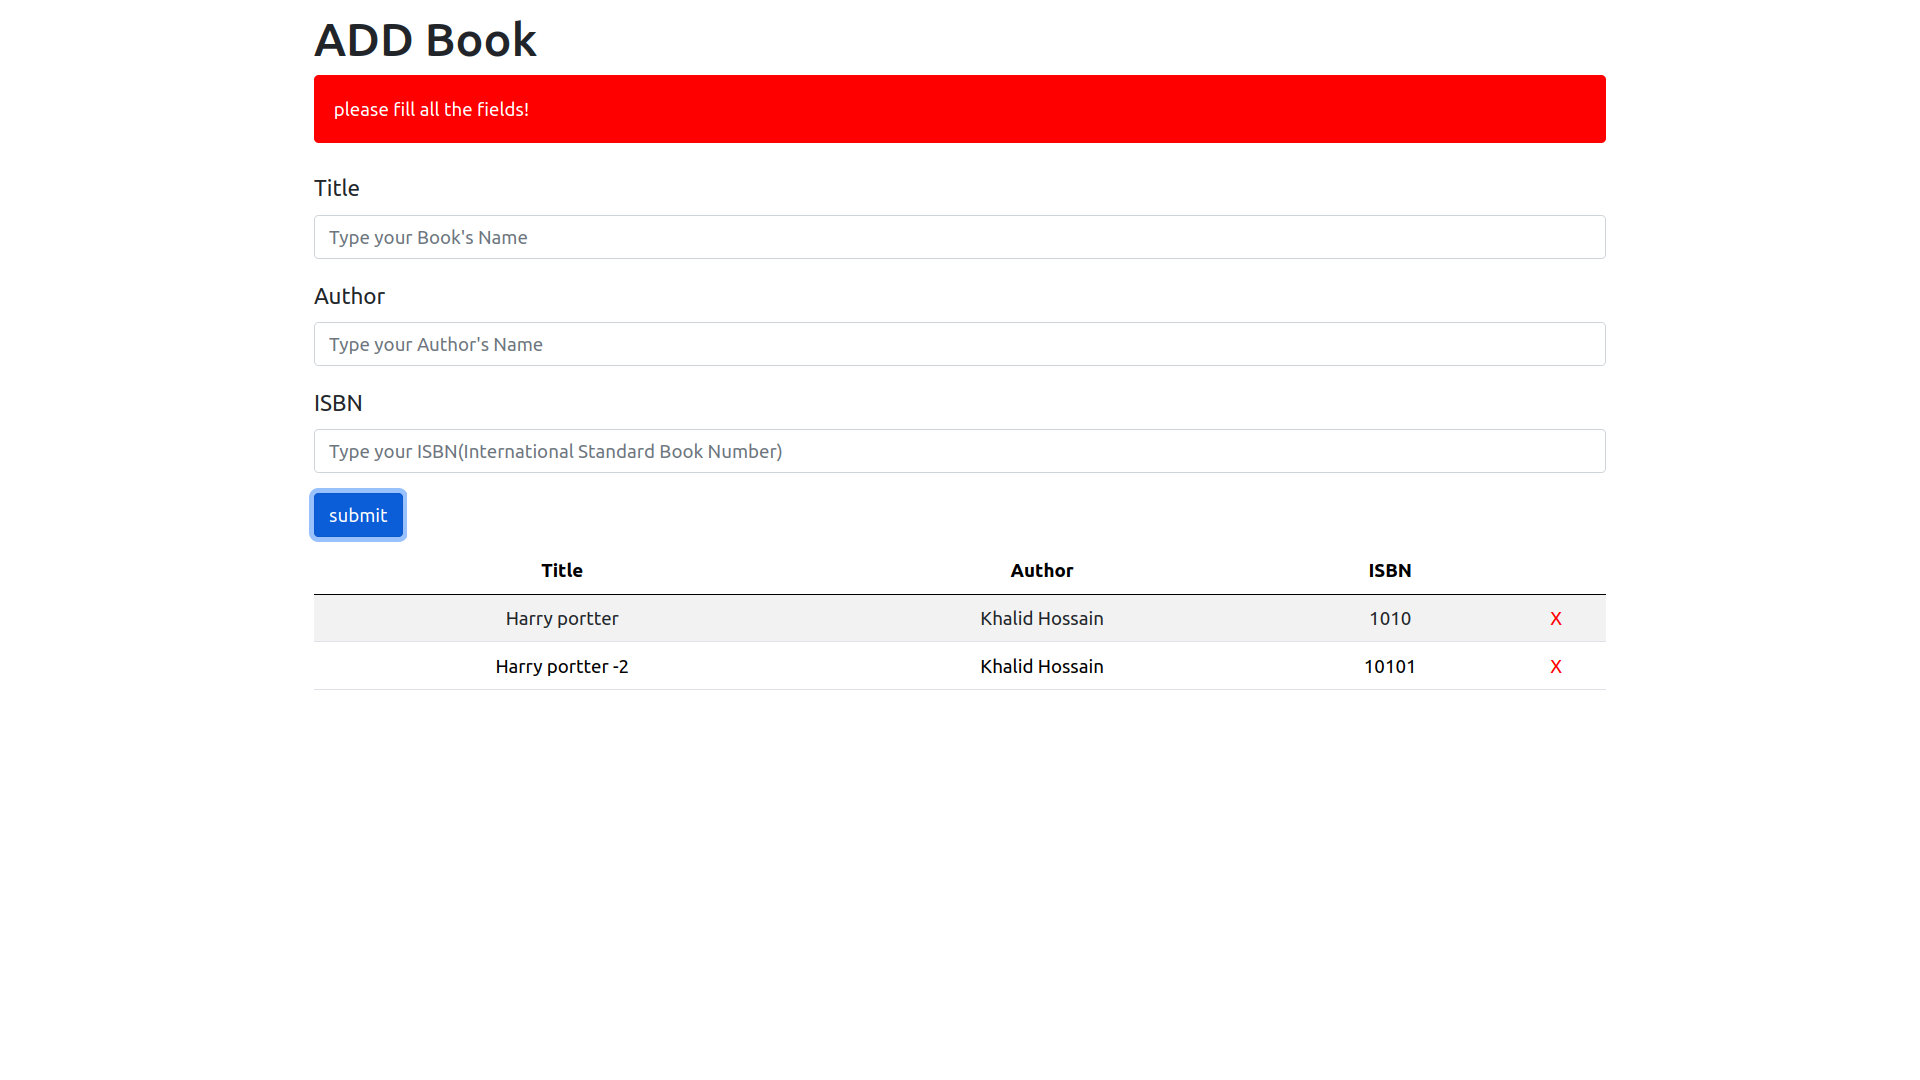 ADD Book
please fill all the fields!
Title
Type your Book's Name
Author
Type your Author's Name
ISBN
Type your ISBN(International Standard Book Number)
submit
Title Author ISBN
Harry portter Khalid Hossain 1010 X
Harry portter -2 Khalid Hossain 10101 X